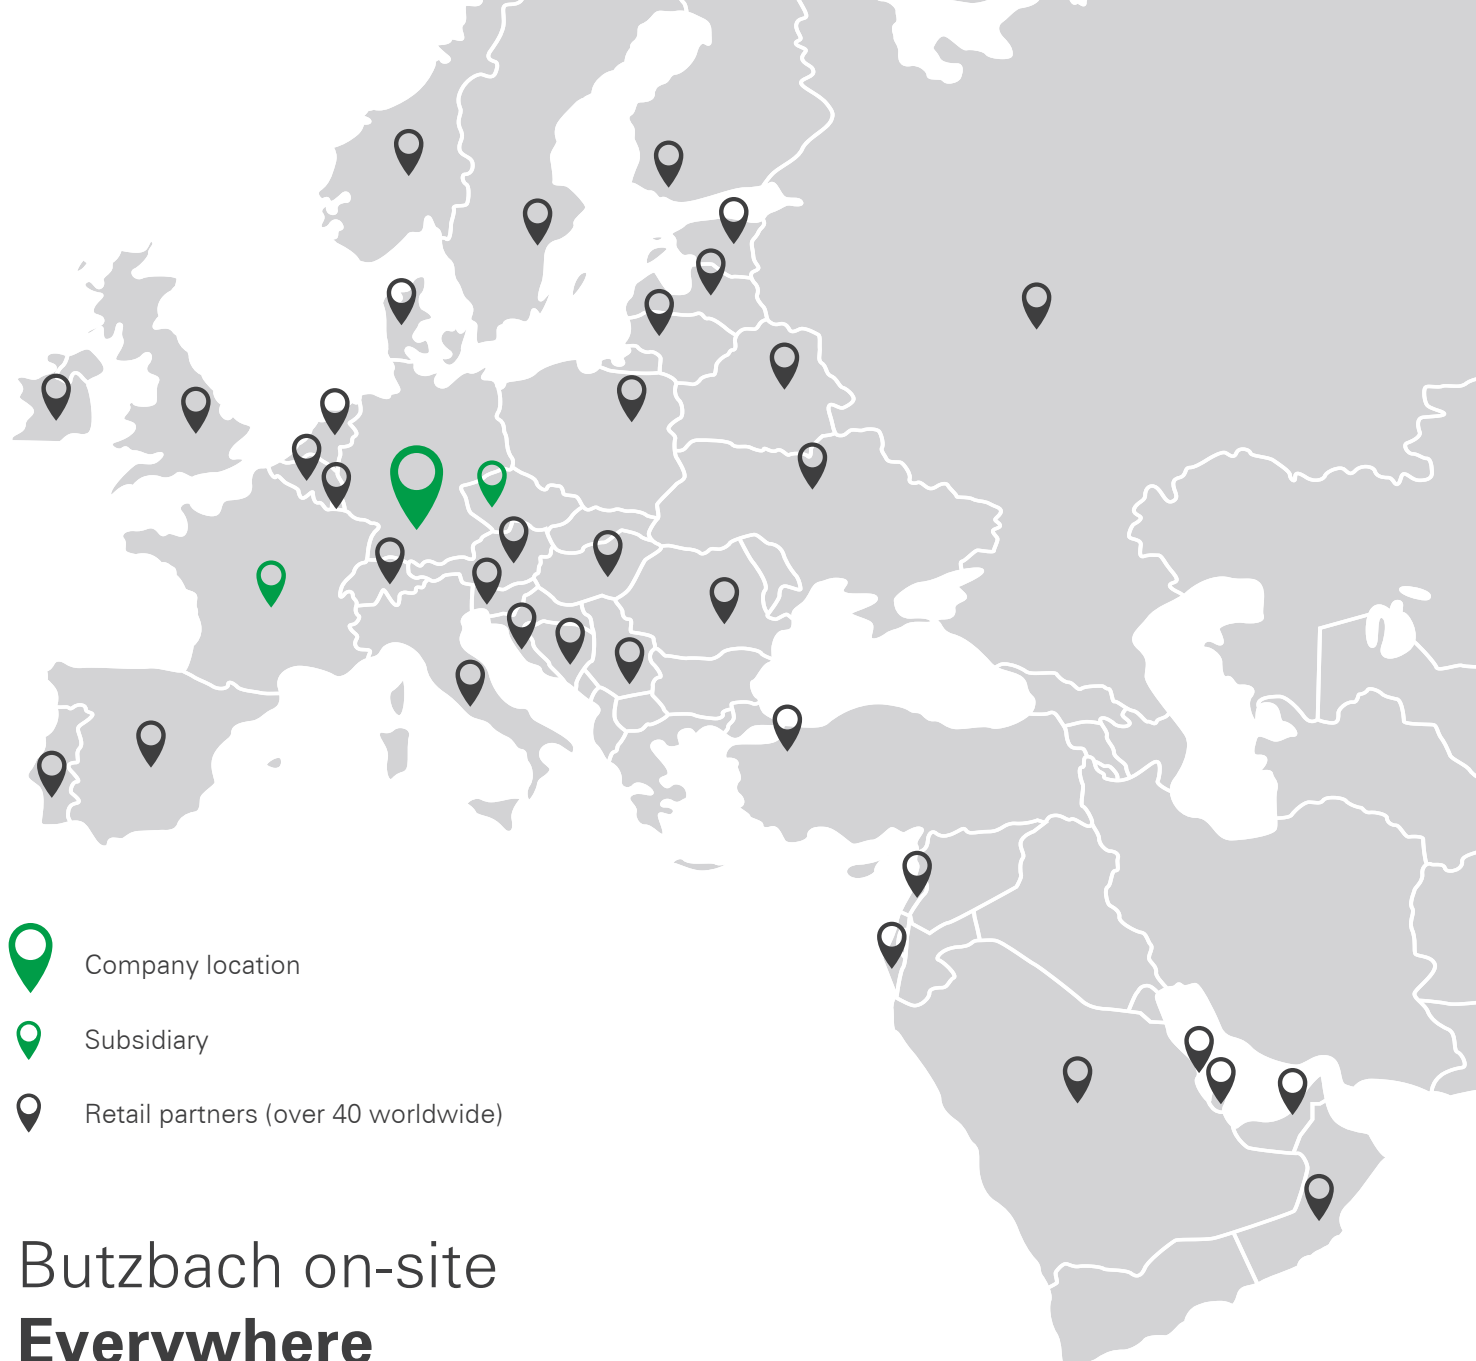 Company location
Subsidiary
Retail partners (over 40 worldwide)
Butzbach on-site
Everywhere